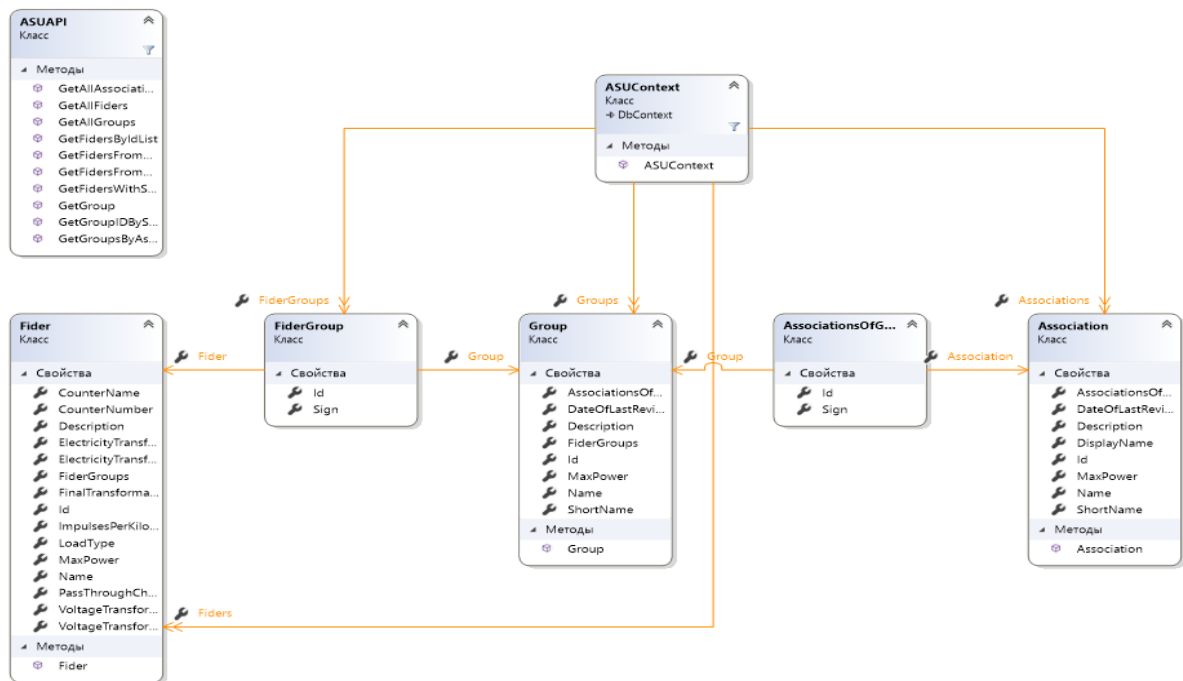 ASUAPI
Класс
Методы
GetAllAssociati...
GetAllFiders
GetAllGroups
GetFidersByIdList
GetFidersFrom...
GetFidersFrom...
GetFidersWithS...
GetGroup
GetGroupIDByS...
GetGroupsByAs...
ASUContext
Класс
DbContext
Методы
ASUContext
FiderGroups
Groups
Associations
Fider
Класс
Свойства
CounterName
CounterNumber
Description
ElectricityTransf...
ElectricityTransf...
FiderGroups
FinalTransforma...
Id
ImpulsesPerKilo...
LoadType
MaxPower
Name
PassThroughCh...
VoltageTransfor...
VoltageTransfor...
Методы
Fider
Fider
FiderGroup
Класс
Свойства
Id
Sign
Group
Group
Класс
Свойства
AssociationsOf...
DateOfLastRevi...
Description
FiderGroups
Id
MaxPower
Name
ShortName
Методы
Group
Group
AssociationsOfG...
Класс
Свойства
Id
Sign
Association
Association
Класс
Свойства
AssociationsOf...
DateOfLastRevi...
Description
DisplayName
Id
MaxPower
Name
ShortName
Методы
Association
Fiders